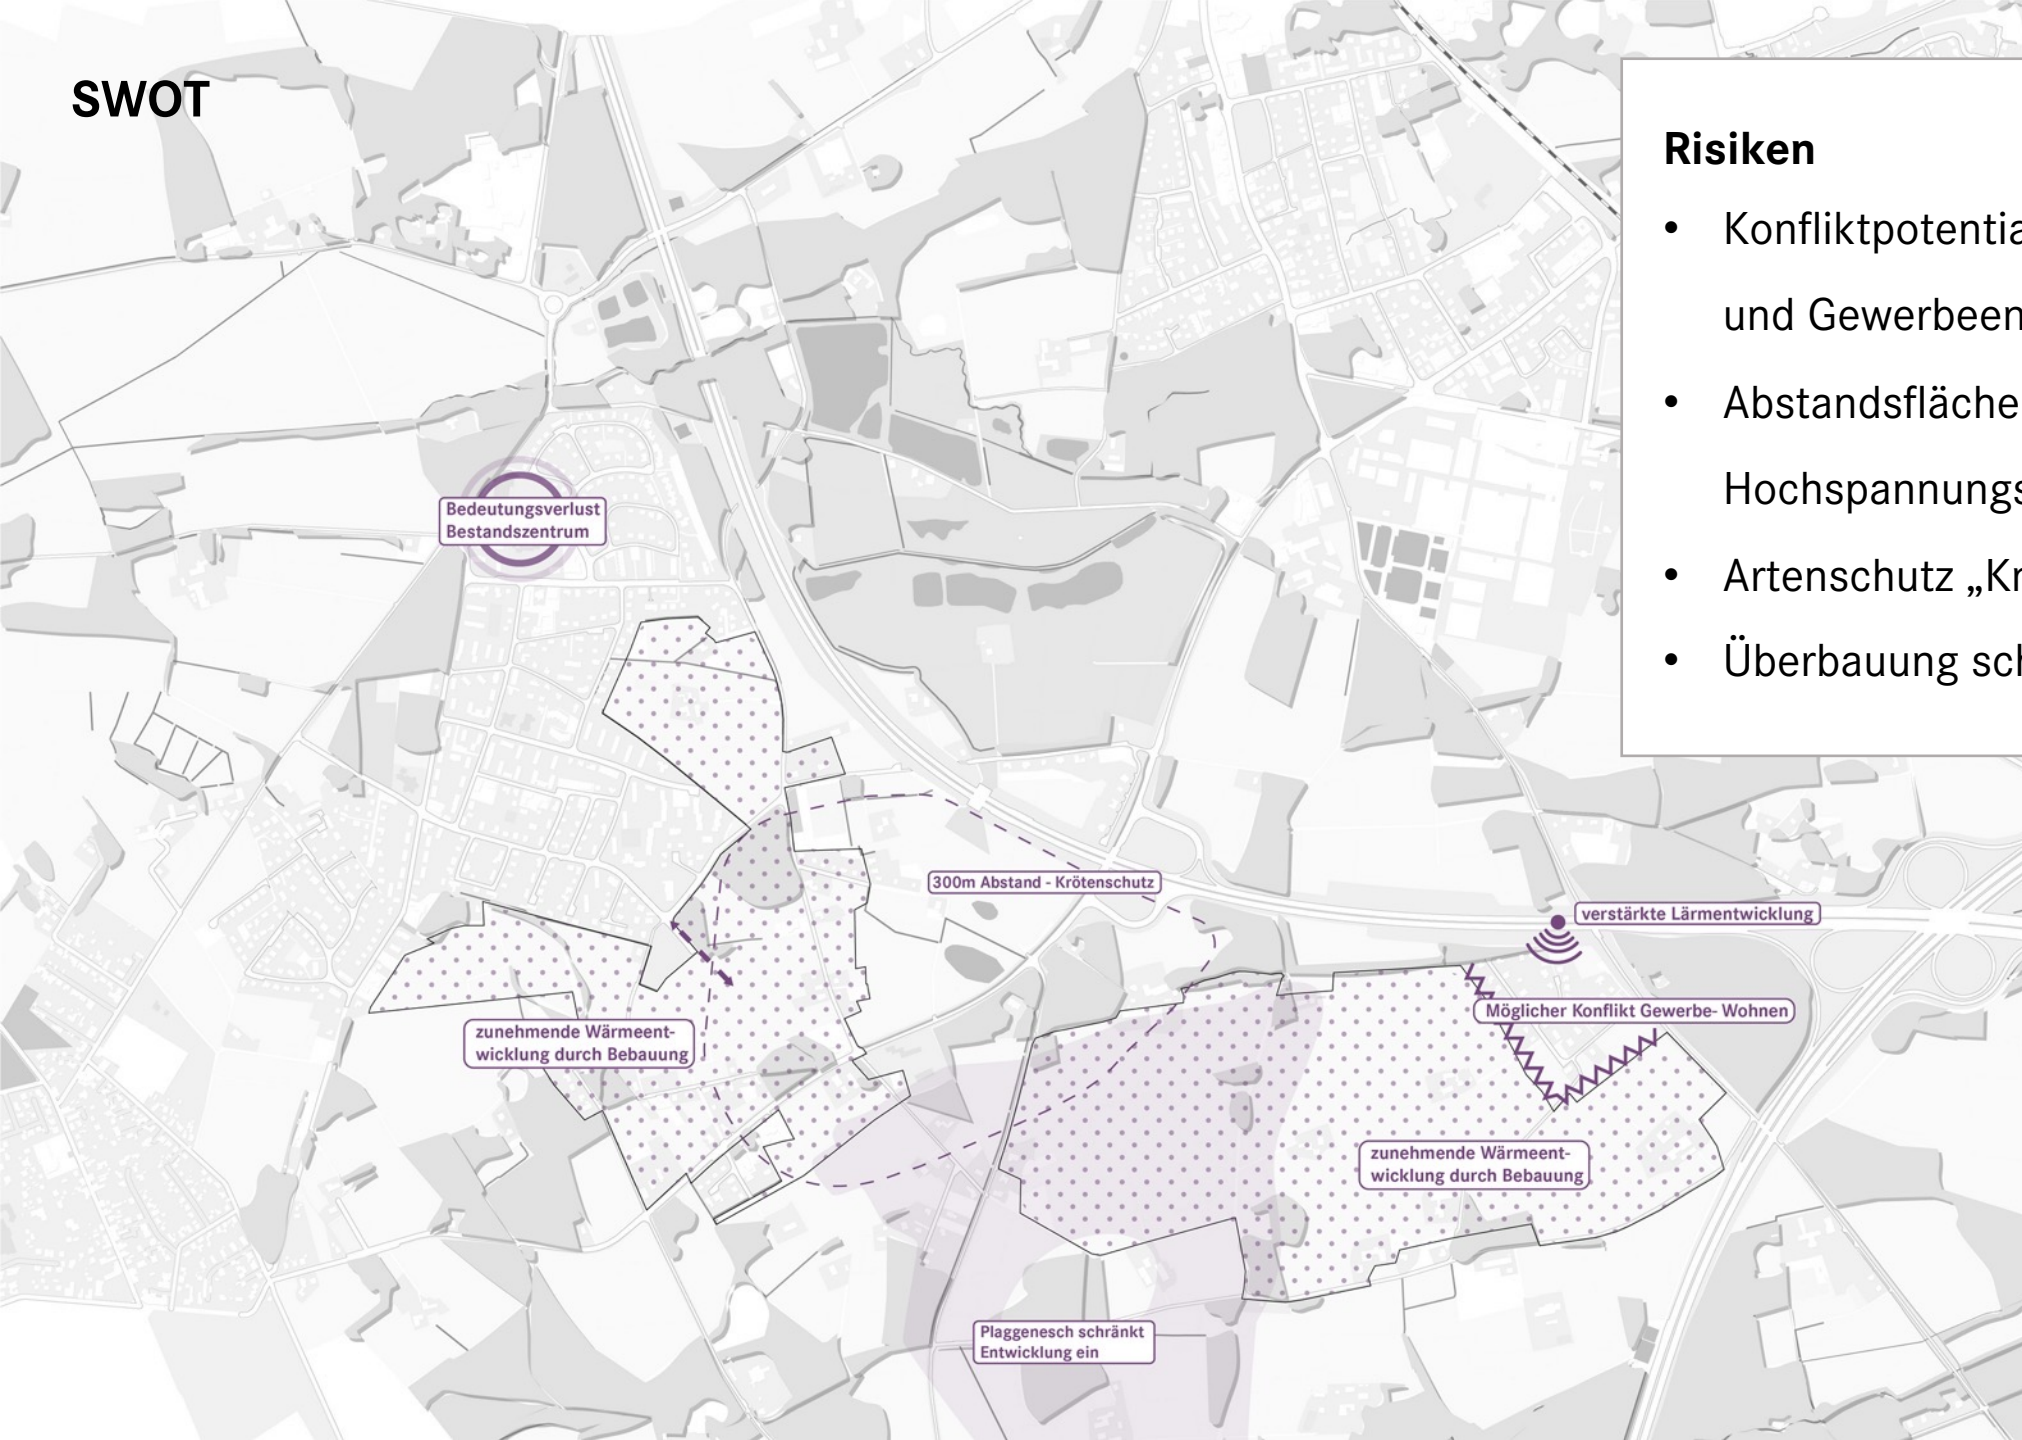 SWOT
Risiken
• Konfliktpotentia
und Gewerbeen
• Abstandsfläche
Hochspannungs
• Artenschutz „Kr
• Überbauung sch
Bedeutungsverlust
Bestandszentrum
300m Abstand - Krötenschutz
verstärkte Lärmentwicklung
Möglicher Konflikt Gewerbe- Wohnen
zunehmende Wärmeent-
wicklung durch Bebauung
zunehmende Wärmeent-
wicklung durch Bebauung
Plaggenesch schränkt
Entwicklung ein